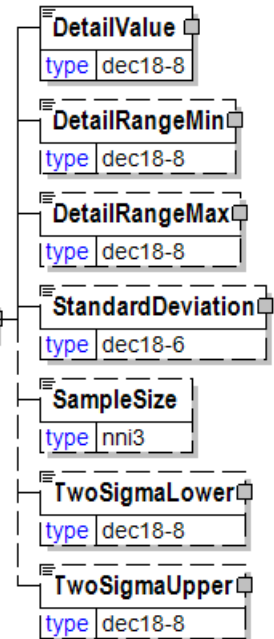 DetailValue
type dec18-8
DetailRangeMin
type dec18-8
DetailRangeMax
type dec18-8
StandardDeviation
type dec18-6
SampleSize
type nni3
TwoSigmaLower
type dec18-8
TwoSigmaUpper
type dec18-8